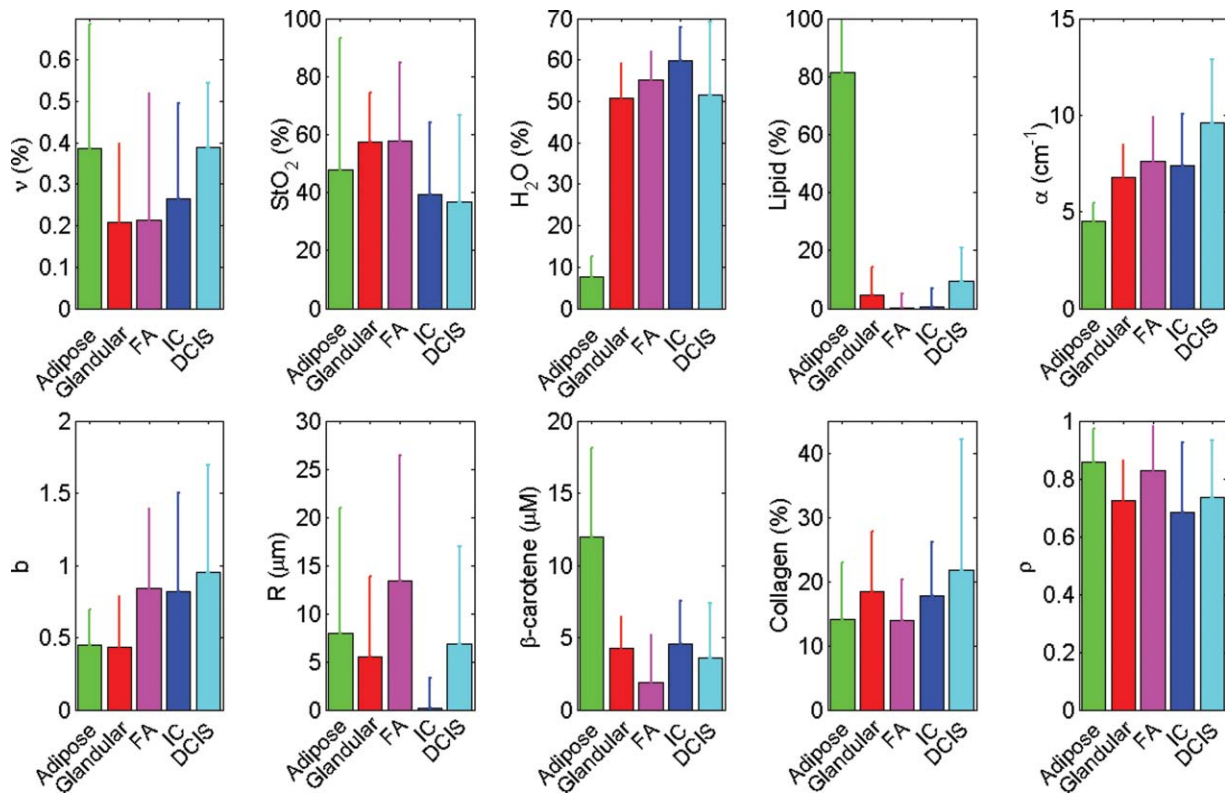 0.6
0.5
0.4
0.3
0.2
0.1
0
ν (%)
Adipose
Glandular
FA
IC
DCIS
100
80
60
40
20
0
StO₂ (%)
Adipose
Glandular
FA
IC
DCIS
70
60
50
40
30
20
10
0
H₂O (%)
Adipose
Glandular
FA
IC
DCIS
100
80
60
40
20
0
Lipid (%)
Adipose
Glandular
FA
IC
DCIS
15
10
5
0
α (cm⁻¹)
Adipose
Glandular
FA
IC
DCIS
2
1.5
1
0.5
0
b
Adipose
Glandular
FA
IC
DCIS
30
25
20
15
10
5
0
R (μm)
Adipose
Glandular
FA
IC
DCIS
20
15
10
5
0
β-carotene (μM)
Adipose
Glandular
FA
IC
DCIS
40
30
20
10
0
Collagen (%)
Adipose
Glandular
FA
IC
DCIS
1
0.8
0.6
0.4
0.2
0
ρ
Adipose
Glandular
FA
IC
DCIS